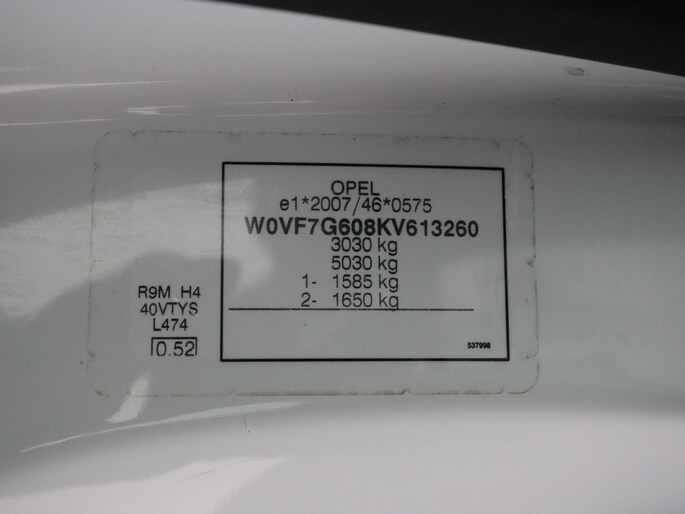 OPEL
e1*2007/46*0575
W0VF7G608KV613260
3030 kg
5030 kg
1- 1585 kg
2- 1650 kg
R9M H4
40VTYS
L474
0.52
537998